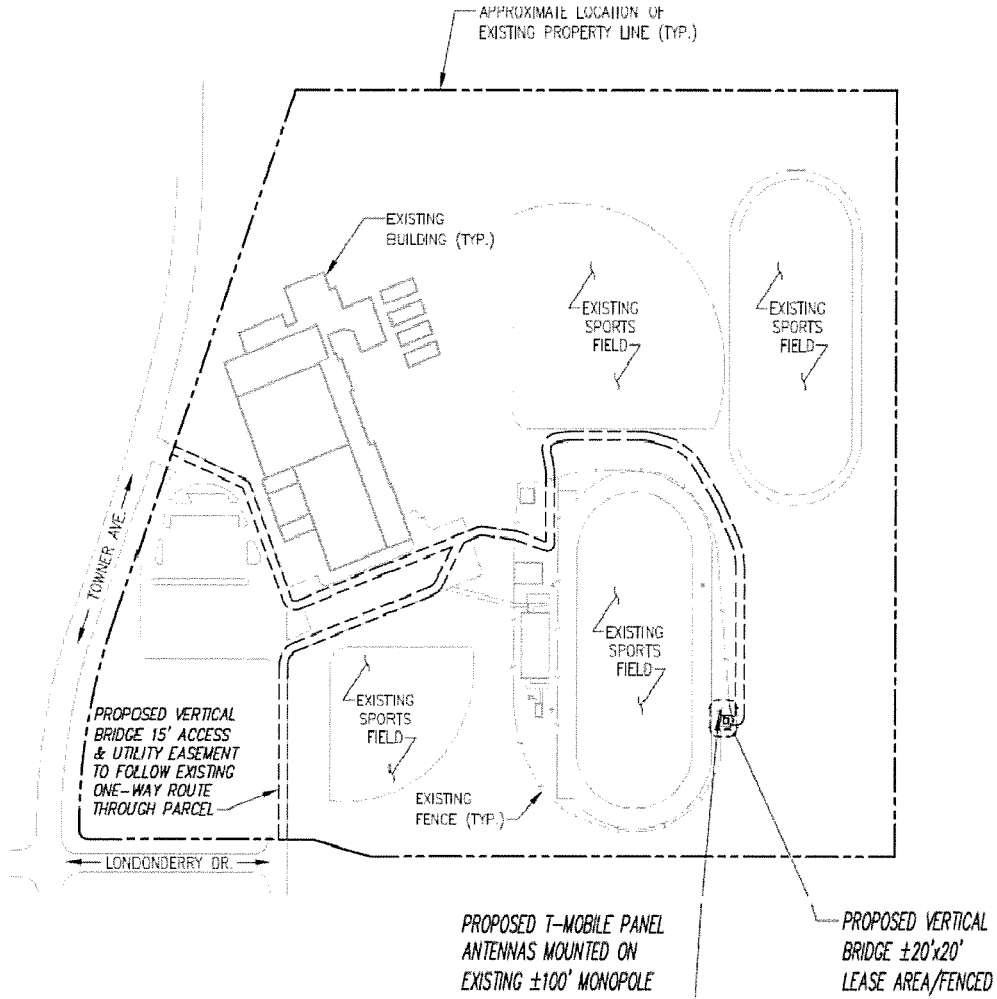 APPROXIMATE LOCATION OF
EXISTING PROPERTY LINE (TYP.)
EXISTING
BUILDING (TYP.)
EXISTING
SPORTS
FIELD
EXISTING
SPORTS
FIELD
TOWNER AVE.
EXISTING
SPORTS
FIELD
EXISTING
SPORTS
FIELD
PROPOSED VERTICAL
BRIDGE 15' ACCESS
& UTILITY EASEMENT
TO FOLLOW EXISTING
ONE-WAY ROUTE
THROUGH PARCEL
EXISTING
FENCE (TYP.)
LONDONDERRY DR.
PROPOSED T-MOBILE PANEL
ANTENNAS MOUNTED ON
EXISTING ±100' MONOPOLE
PROPOSED VERTICAL
BRIDGE ±20'x20'
LEASE AREA/FENCED